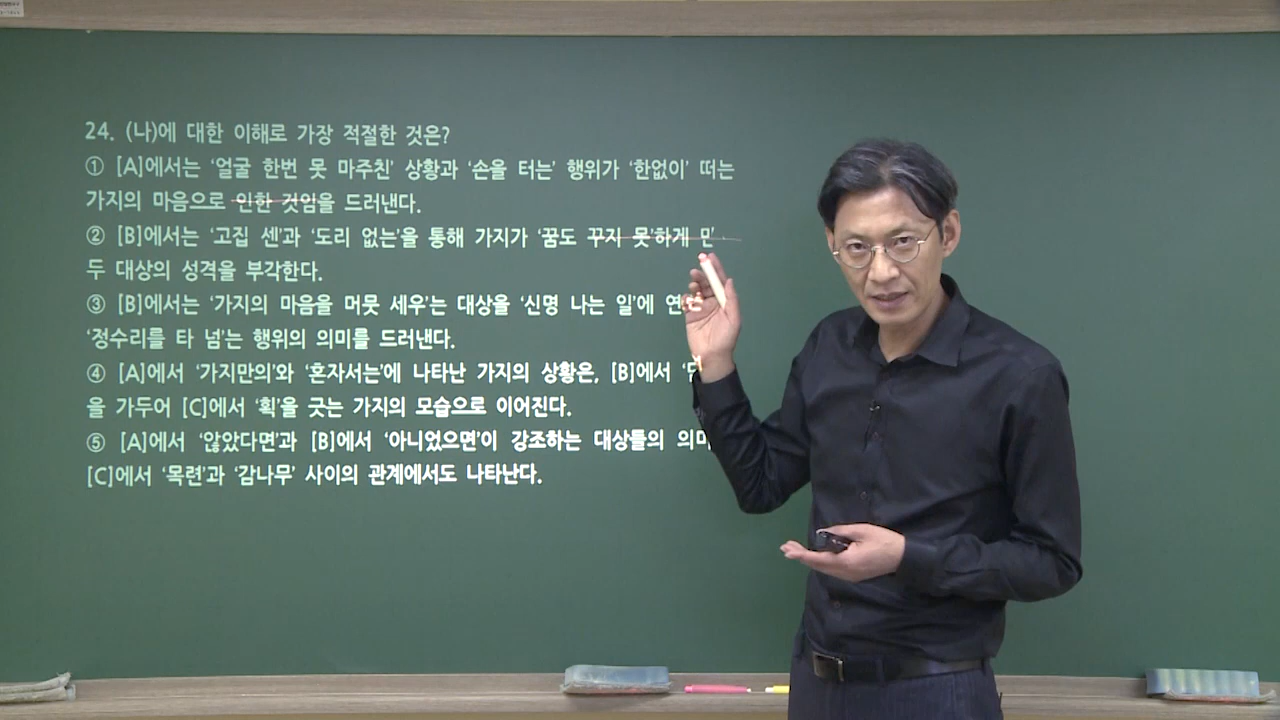 24. (나)에 대한 이해로 가장 적절한 것은?
① [A]에서는 ‘얼굴 한번 못 마주친’ 상황과 ‘손을 터는’ 행위가 ‘한없이’ 떠는
가지의 마음으로 인한 것임을 드러낸다.
② [B]에서는 ‘고집 센’과 ‘도리 없는’을 통해 가지가 ‘꿈도 꾸지 못’하게
두 대상의 성격을 부각한다.
③ [B]에서는 ‘가지의 마음을 머뭇 세우’는 대상을 ‘신명 나는 일’에
‘정수리를 타 넘’는 행위의 의미를 드러낸다.
④ [A]에서 ‘가지만의’와 ‘혼자서는’에 나타난 가지의 상황은, [B]에서
을 가두어 [C]에서 ‘획’을 긋는 가지의 모습으로 이어진다.
⑤ [A]에서 ‘않았다면’과 [B]에서 ‘아니었으면’이 강조하는 대상들의
[C]에서 ‘목련’과 ‘감나무’ 사이의 관계에서도 나타난다.